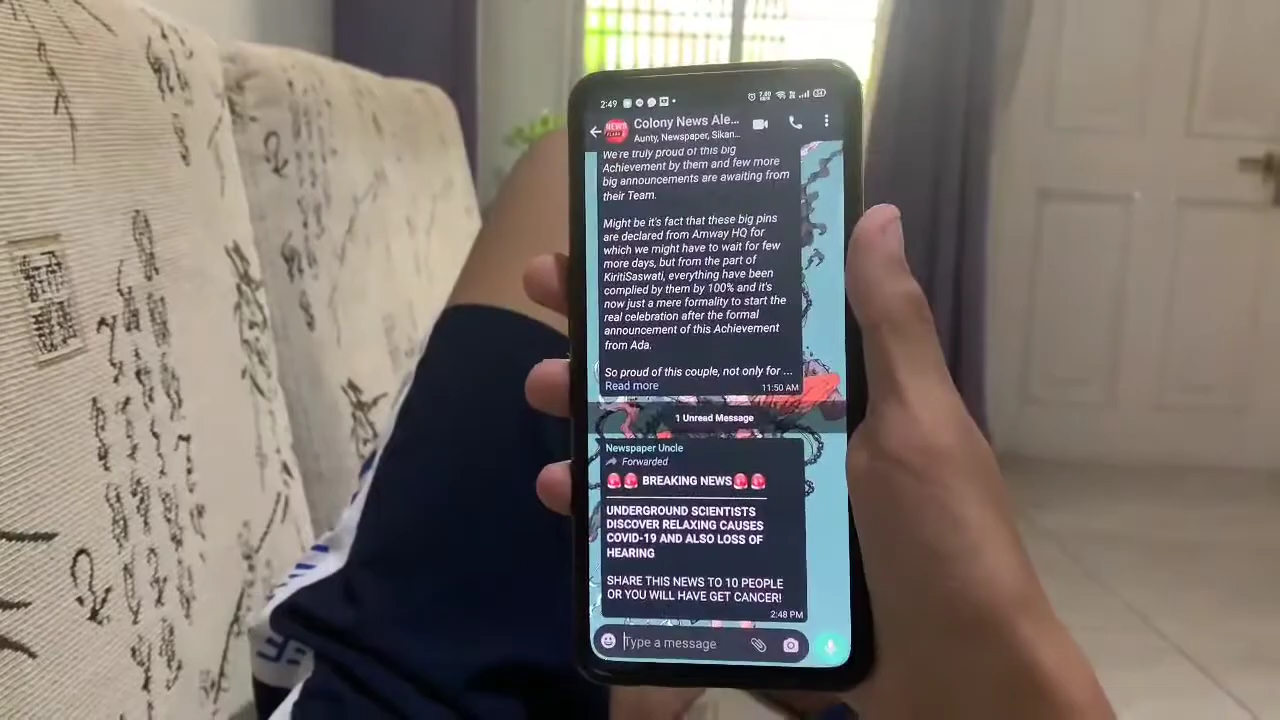 2:49
7.80
54
NEWS
Colony News Ale...
Aunty, Newspaper, Sikan...
We're truly proud of this big
Achievement by them and few more
big announcements are awaiting from
their Team.
Might be it's fact that these big pins
are declared from Amway HQ for
which we might have to wait for few
more days, but from the part of
KiritiSaswati, everything have been
complied by them by 100% and it's
now just a mere formality to start the
real celebration after the formal
announcement of this Achievement
from Ada.
So proud of this couple, not only for ...
Read more
11:50 AM
1 Unread Message
Newspaper Uncle
Forwarded
🚨🚨 BREAKING NEWS🚨🚨
UNDERGROUND SCIENTISTS
DISCOVER RELAXING CAUSES
COVID-19 AND ALSO LOSS OF
HEARING
SHARE THIS NEWS TO 10 PEOPLE
OR YOU WILL HAVE GET CANCER!
2:48 PM
Type a message